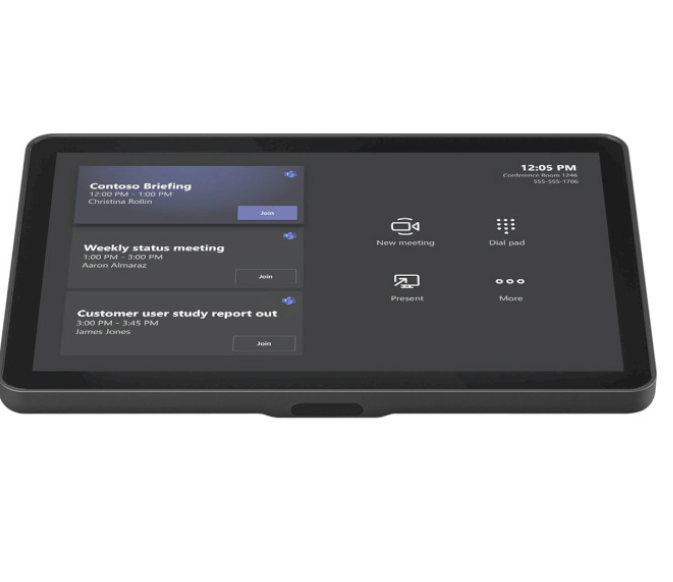 12:05 PM
Conference Room 1246
555-555-1706
Contoso Briefing
12:00 PM - 1:00 PM
Christina Rollin
Join
Weekly status meeting
1:00 PM - 3:00 PM
Aaron Almaraz
Join
Customer user study report out
3:00 PM - 3:45 PM
James Jones
Join
New meeting
Dial pad
Present
More